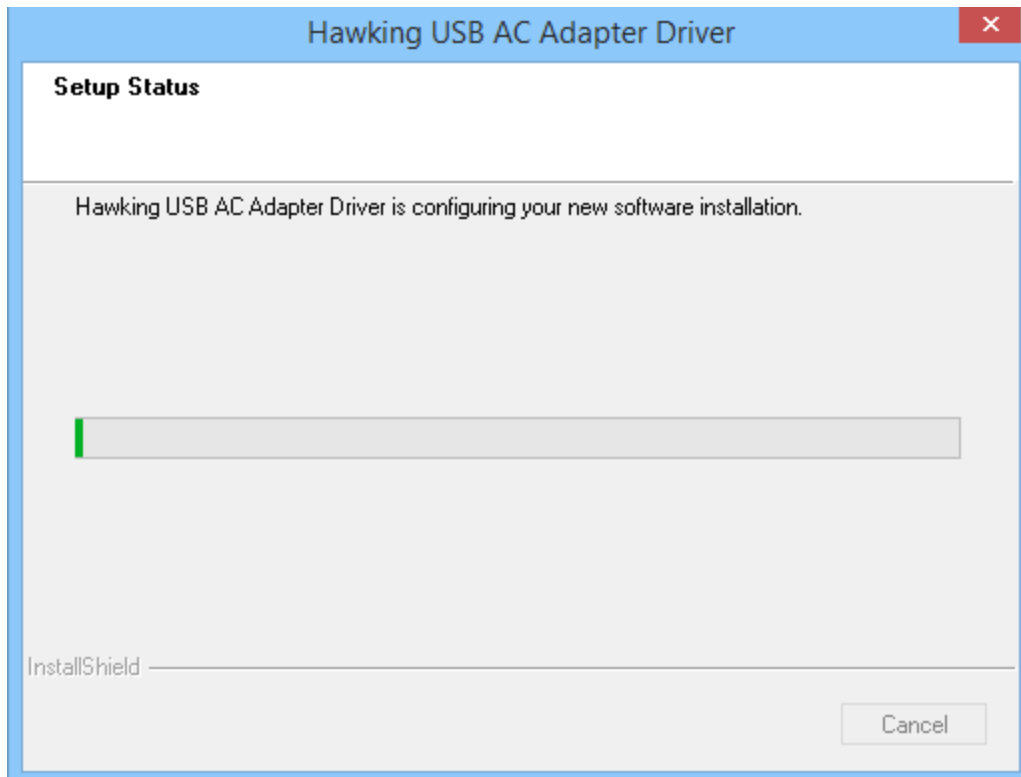 Hawking USB AC Adapter Driver
Setup Status
Hawking USB AC Adapter Driver is configuring your new software installation.
InstallShield
Cancel